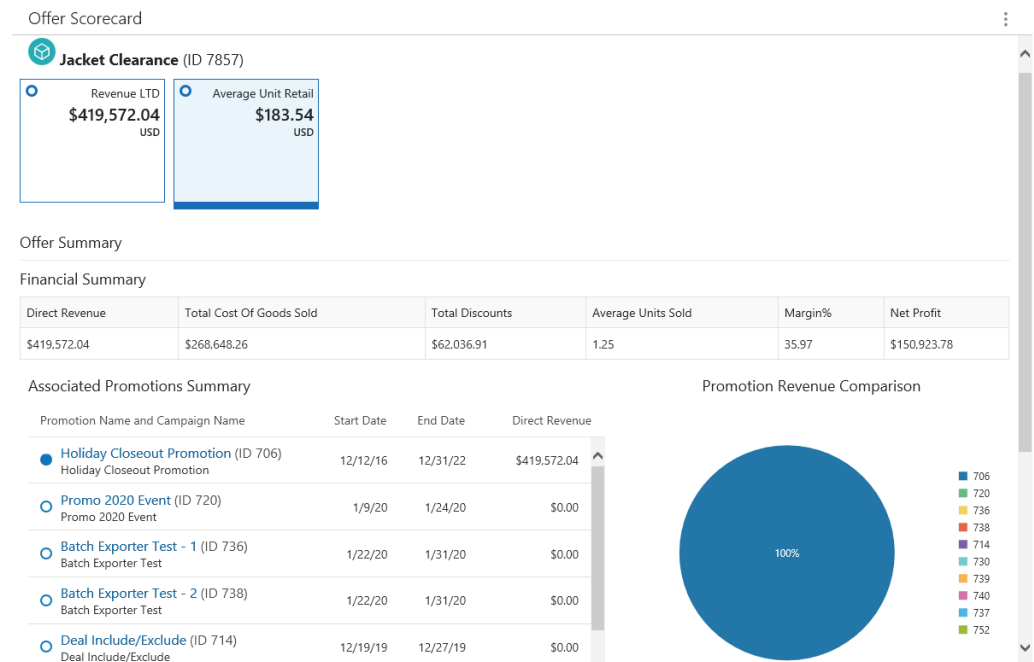 Offer Scorecard
Jacket Clearance (ID 7857)
Revenue LTD
$419,572.04
USD
Average Unit Retail
$183.54
USD
Offer Summary
Financial Summary
Direct Revenue Total Cost Of Goods Sold Total Discounts Average Units Sold Margin% Net Profit
$419,572.04 $268,648.26 $62,036.91 1.25 35.97 $150,923.78
Associated Promotions Summary
Promotion Name and Campaign Name Start Date End Date Direct Revenue
Holiday Closeout Promotion (ID 706) 12/12/16 12/31/22 $419,572.04
Holiday Closeout Promotion
Promo 2020 Event (ID 720) 1/9/20 1/24/20 $0.00
Promo 2020 Event
Batch Exporter Test - 1 (ID 736) 1/22/20 1/31/20 $0.00
Batch Exporter Test
Batch Exporter Test - 2 (ID 738) 1/22/20 1/31/20 $0.00
Batch Exporter Test
Deal Include/Exclude (ID 714) 12/19/19 12/27/19 $0.00
Deal Include/Exclude
Promotion Revenue Comparison
100%
706
720
736
738
714
730
739
740
737
752